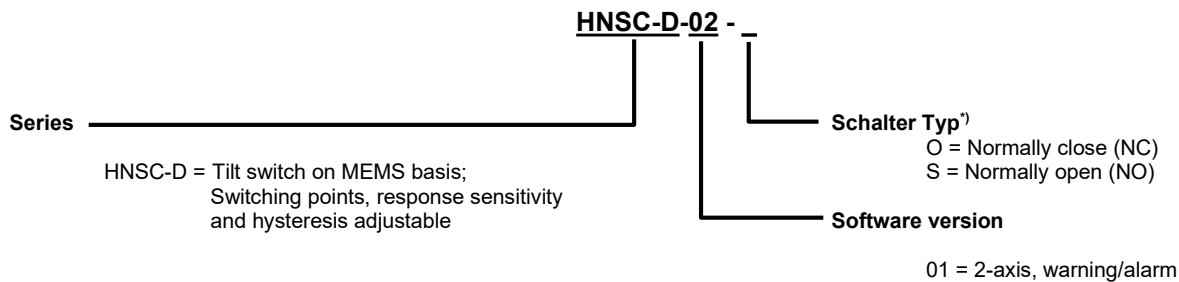 HNSC-D-02 - _
Series
HNSC-D = Tilt switch on MEMS basis;
Switching points, response sensitivity
and hysteresis adjustable
Schalter Typ*)
O = Normally close (NC)
S = Normally open (NO)
Software version
01 = 2-axis, warning/alarm